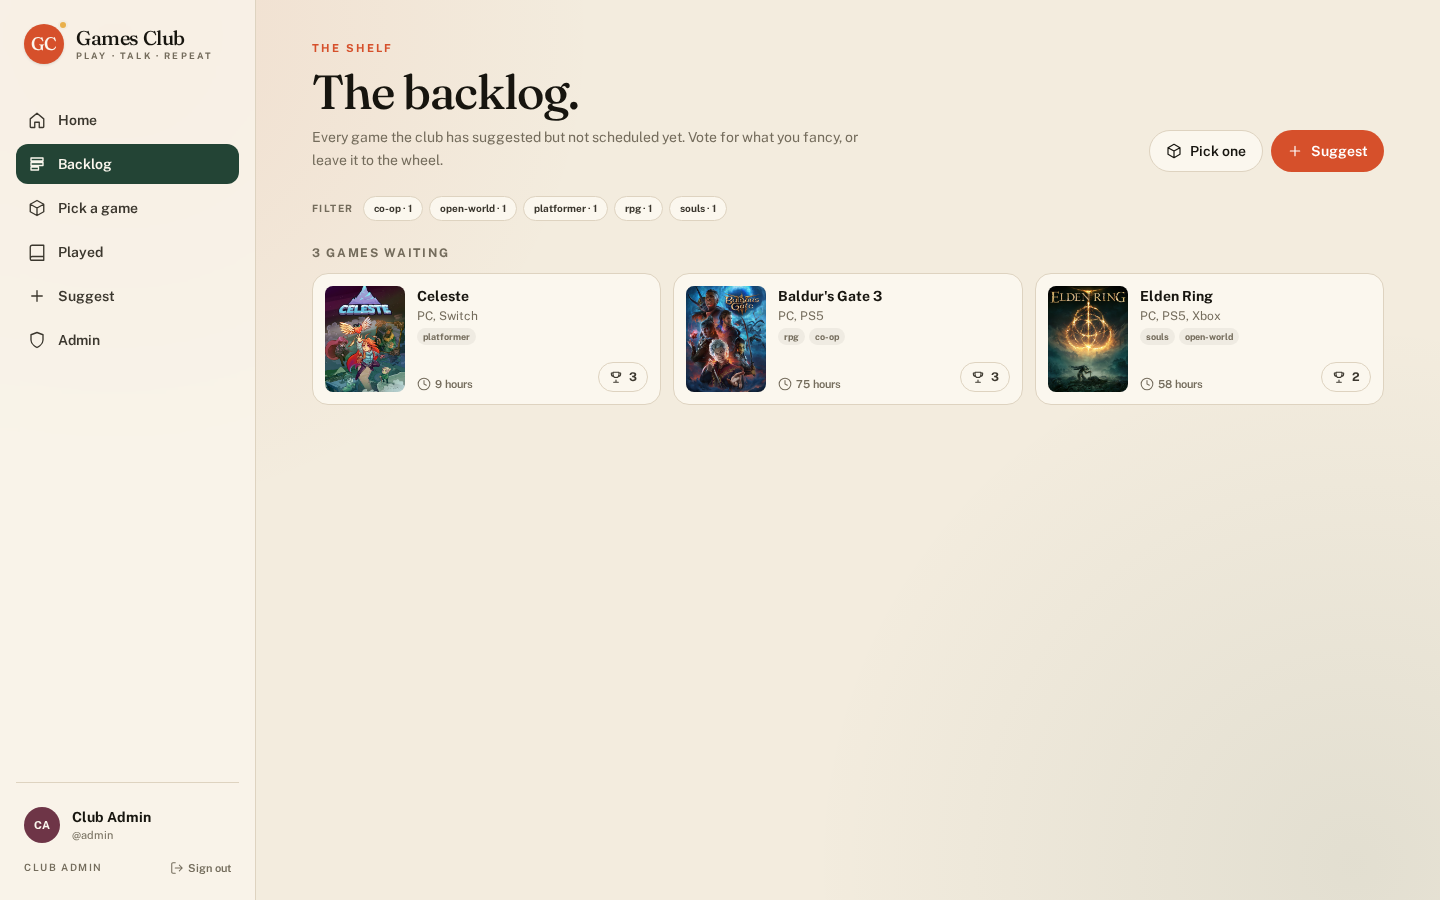 GC
Games Club
PLAY · TALK · REPEAT
Home
Backlog
Pick a game
Played
Suggest
Admin
Club Admin
CA
@admin
CLUB ADMIN
Sign out
THE SHELF
The backlog.
Every game the club has suggested but not scheduled yet. Vote for what you fancy, or
leave it to the wheel.
Pick one
Suggest
FILTER
co-op · 1
open-world · 1
platformer · 1
rpg · 1
souls · 1
3 GAMES WAITING
CELESTE
Celeste
PC, Switch
platformer
9 hours
3
Baldur's Gate
Baldur's Gate 3
PC, PS5
rpg
co-op
75 hours
3
ELDEN RING
Elden Ring
PC, PS5, Xbox
souls
open-world
58 hours
2